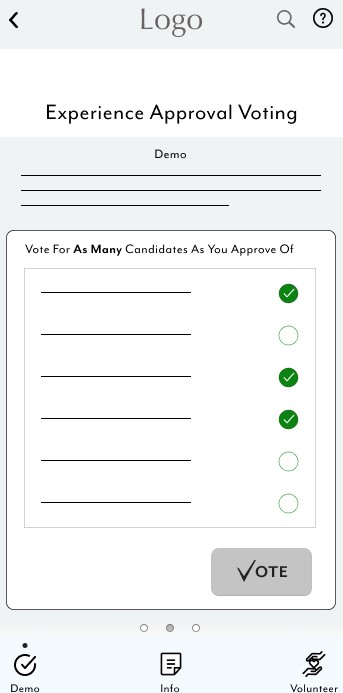 Logo
Experience Approval Voting
Demo
Vote For As Many Candidates As You Approve Of
VOTE
Demo
Info
Volunteer